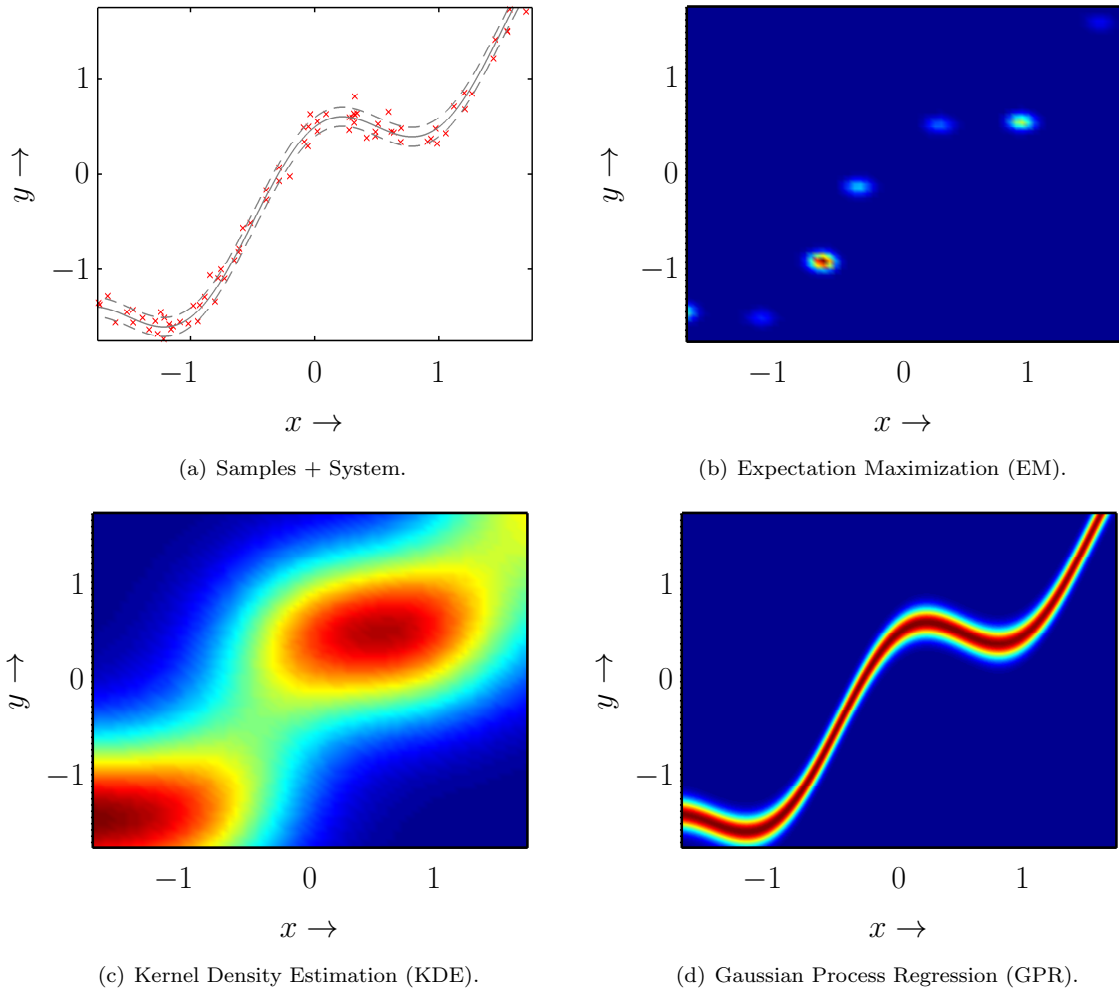 1
0
−1
y →
−1 0 1
x →
(a) Samples + System.
1
0
−1
y →
−1 0 1
x →
(b) Expectation Maximization (EM).
1
0
−1
y →
−1 0 1
x →
(c) Kernel Density Estimation (KDE).
1
0
−1
y →
−1 0 1
x →
(d) Gaussian Process Regression (GPR).